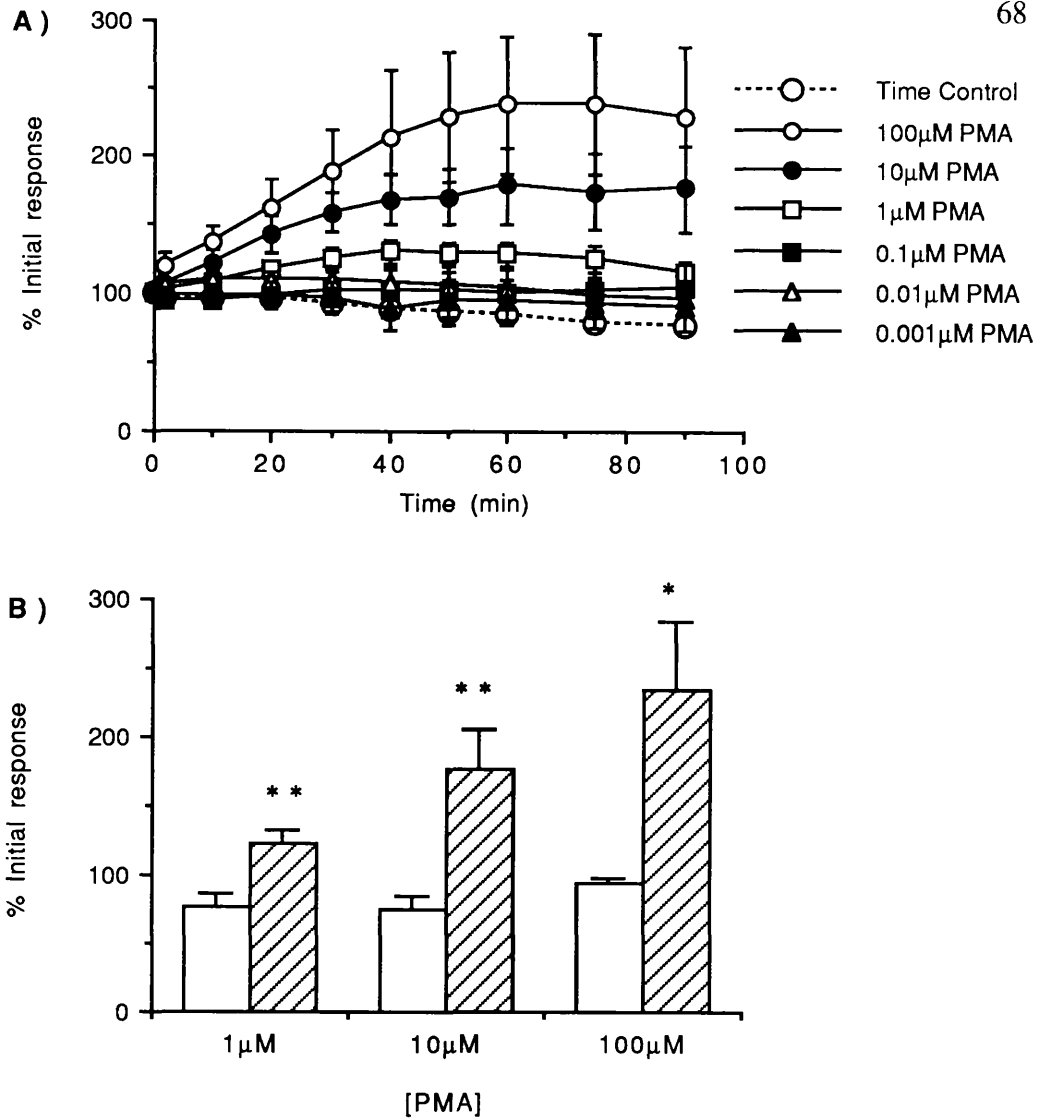 68
A)
300
200
100
0
% Initial response
0 20 40 60 80 100
Time (min)
Time Control
100µM PMA
10µM PMA
1µM PMA
0.1µM PMA
0.01µM PMA
0.001µM PMA
B)
300
200
100
0
% Initial response
* *
* *
*
1µM 10µM 100µM
[PMA]